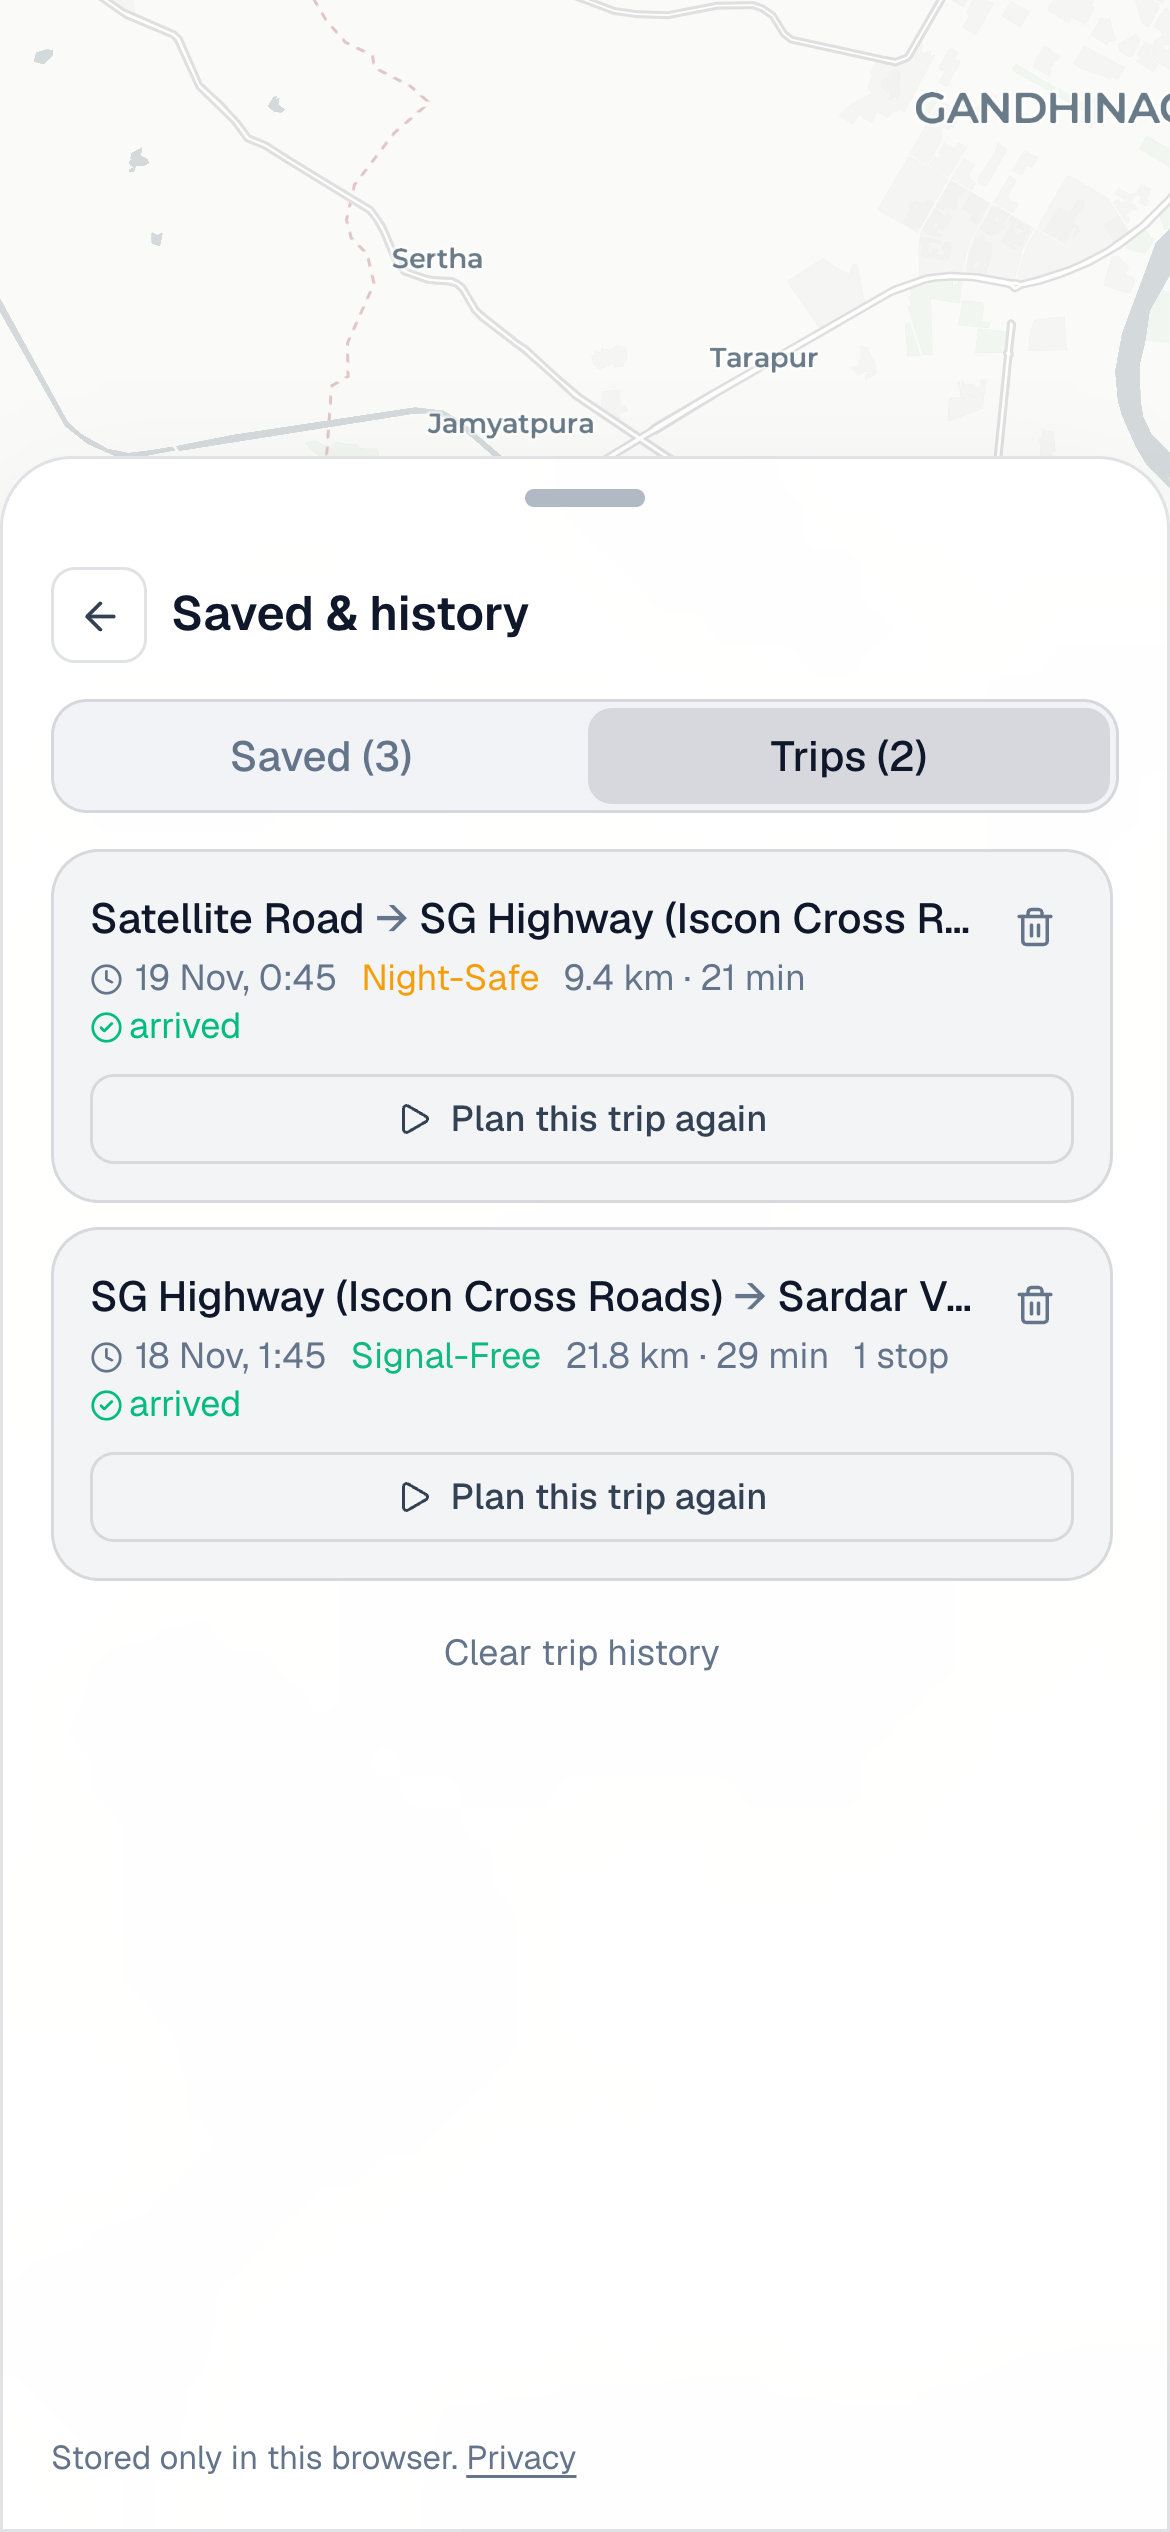 GANDHINAG
Sertha
Tarapur
Jamyatpura
Saved & history
Saved (3)
Trips (2)
Satellite Road → SG Highway (Iscon Cross R...
19 Nov, 0:45 Night-Safe 9.4 km · 21 min
arrived
Plan this trip again
SG Highway (Iscon Cross Roads) → Sardar V...
18 Nov, 1:45 Signal-Free 21.8 km · 29 min 1 stop
arrived
Plan this trip again
Clear trip history
Stored only in this browser. Privacy